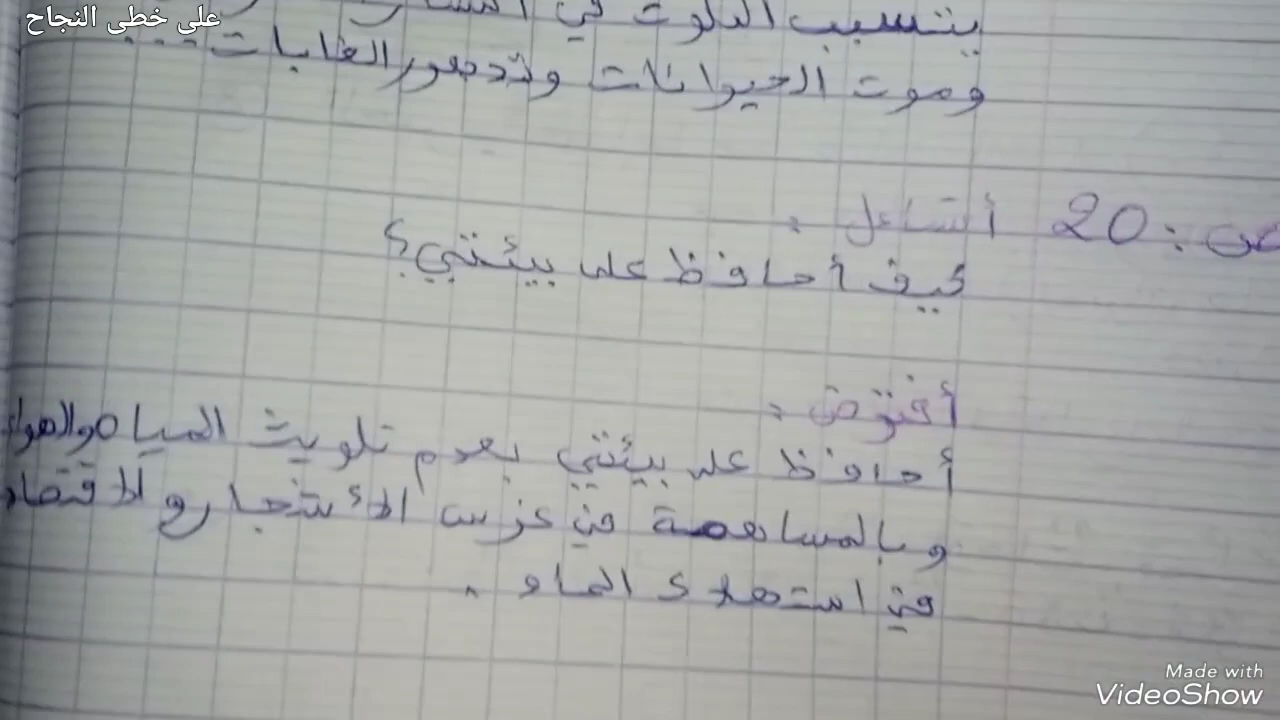 على خطى النجاح
يتسبب التلوث في
وموت الحيوانات وتدهور الغابات...
ص: 20 أتساءل :
كيف أحافظ على بيئتي؟
أفترض :
أحافظ على بيئتي بعدم تلويث المياه والهواء
وبالمساهمة في غرس الأشجار و الاقتصاد
في استهلاك الماء .
Made with
VideoShow